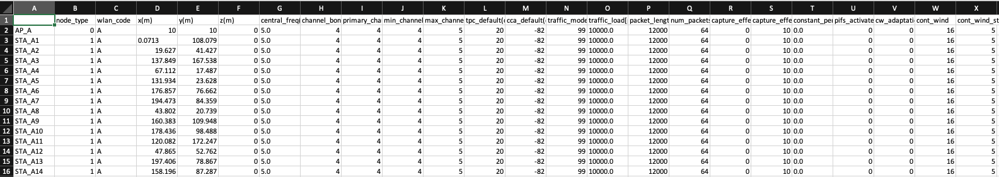 A B C D E F G H I J K L M N O P Q R S T U V W X
1 node_type wlan_code x(m) y(m) z(m) central_freq channel_bon primary_cha min_channel max_channe tpc_default( cca_default( traffic_mode traffic_load[ packet_lengt num_packet capture_effe capture_effe constant_pe pifs_activate cw_adaptati cont_wind cont_wind_st
2 AP_A 0 A 10 10 0 5.0 4 4 4 5 20 -82 99 10000.0 12000 64 0 10 0.0 0 0 16 5
3 STA_A1 1 A 0.0713 108.079 0 5.0 4 4 4 5 20 -82 99 10000.0 12000 64 0 10 0.0 0 0 16 5
4 STA_A2 1 A 19.627 41.427 0 5.0 4 4 4 5 20 -82 99 10000.0 12000 64 0 10 0.0 0 0 16 5
5 STA_A3 1 A 137.849 167.538 0 5.0 4 4 4 5 20 -82 99 10000.0 12000 64 0 10 0.0 0 0 16 5
6 STA_A4 1 A 67.112 17.487 0 5.0 4 4 4 5 20 -82 99 10000.0 12000 64 0 10 0.0 0 0 16 5
7 STA_A5 1 A 131.934 23.628 0 5.0 4 4 4 5 20 -82 99 10000.0 12000 64 0 10 0.0 0 0 16 5
8 STA_A6 1 A 176.857 76.662 0 5.0 4 4 4 5 20 -82 99 10000.0 12000 64 0 10 0.0 0 0 16 5
9 STA_A7 1 A 194.473 84.359 0 5.0 4 4 4 5 20 -82 99 10000.0 12000 64 0 10 0.0 0 0 16 5
10 STA_A8 1 A 43.802 20.739 0 5.0 4 4 4 5 20 -82 99 10000.0 12000 64 0 10 0.0 0 0 16 5
11 STA_A9 1 A 160.383 109.948 0 5.0 4 4 4 5 20 -82 99 10000.0 12000 64 0 10 0.0 0 0 16 5
12 STA_A10 1 A 178.436 98.488 0 5.0 4 4 4 5 20 -82 99 10000.0 12000 64 0 10 0.0 0 0 16 5
13 STA_A11 1 A 120.082 172.247 0 5.0 4 4 4 5 20 -82 99 10000.0 12000 64 0 10 0.0 0 0 16 5
14 STA_A12 1 A 47.865 52.762 0 5.0 4 4 4 5 20 -82 99 10000.0 12000 64 0 10 0.0 0 0 16 5
15 STA_A13 1 A 197.406 78.867 0 5.0 4 4 4 5 20 -82 99 10000.0 12000 64 0 10 0.0 0 0 16 5
16 STA_A14 1 A 158.196 87.287 0 5.0 4 4 4 5 20 -82 99 10000.0 12000 64 0 10 0.0 0 0 16 5